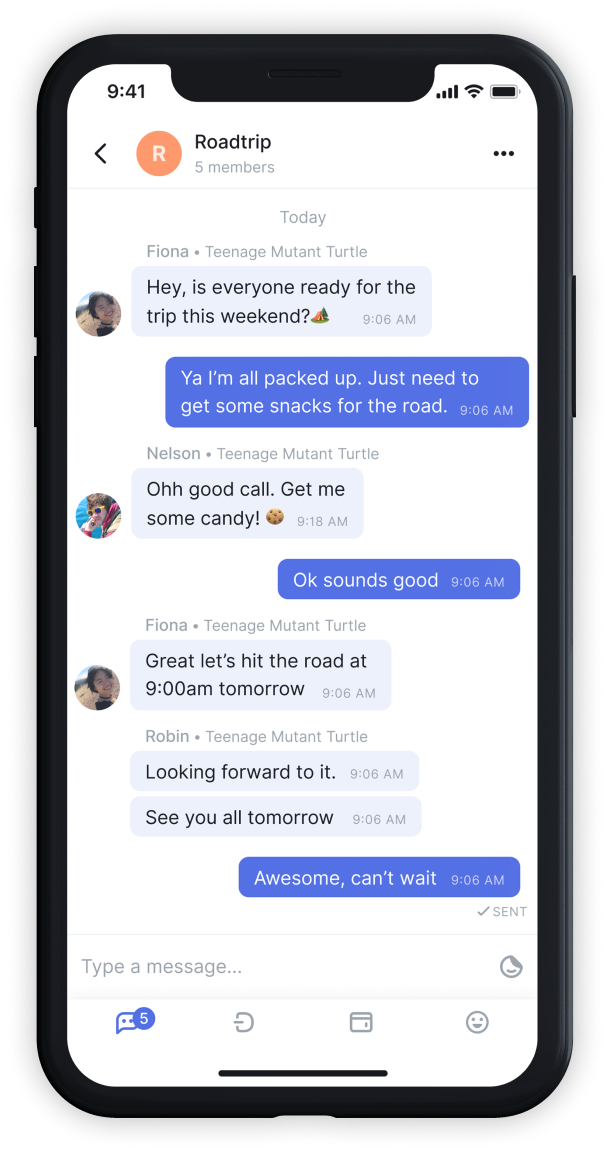 9:41
R
Roadtrip
5 members
Today
Fiona • Teenage Mutant Turtle
Hey, is everyone ready for the
trip this weekend?🏕️ 9:06 AM
Ya I’m all packed up. Just need to
get some snacks for the road. 9:06 AM
Nelson • Teenage Mutant Turtle
Ohh good call. Get me
some candy! 🍪 9:18 AM
Ok sounds good 9:06 AM
Fiona • Teenage Mutant Turtle
Great let’s hit the road at
9:00am tomorrow 9:06 AM
Robin • Teenage Mutant Turtle
Looking forward to it. 9:06 AM
See you all tomorrow 9:06 AM
Awesome, can’t wait 9:06 AM
✓ SENT
Type a message...
5